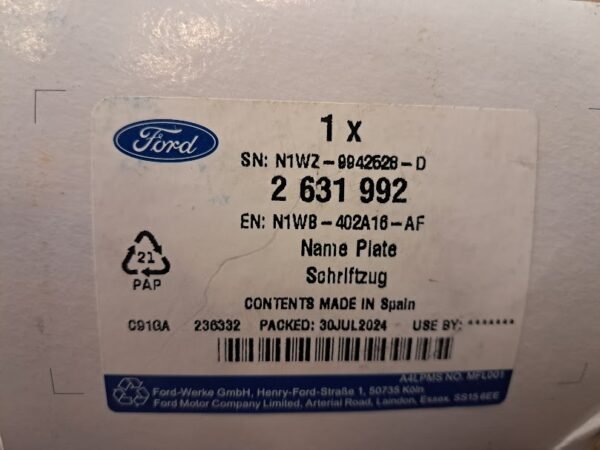 Ford
1 x
SN: N1WZ-9942528-D
2 631 992
EN: N1WB-402A16-AF
Name Plate
Schriftzug
21
PAP
CONTENTS MADE IN Spain
C91GA 236332 PACKED: 30JUL2024 USE BY: *******
A4LPMS NO. MFL001
Ford-Werke GmbH, Henry-Ford-Straße 1, 50735 Köln
Ford Motor Company Limited, Arterial Road, Laindon, Essex, SS15 6EE